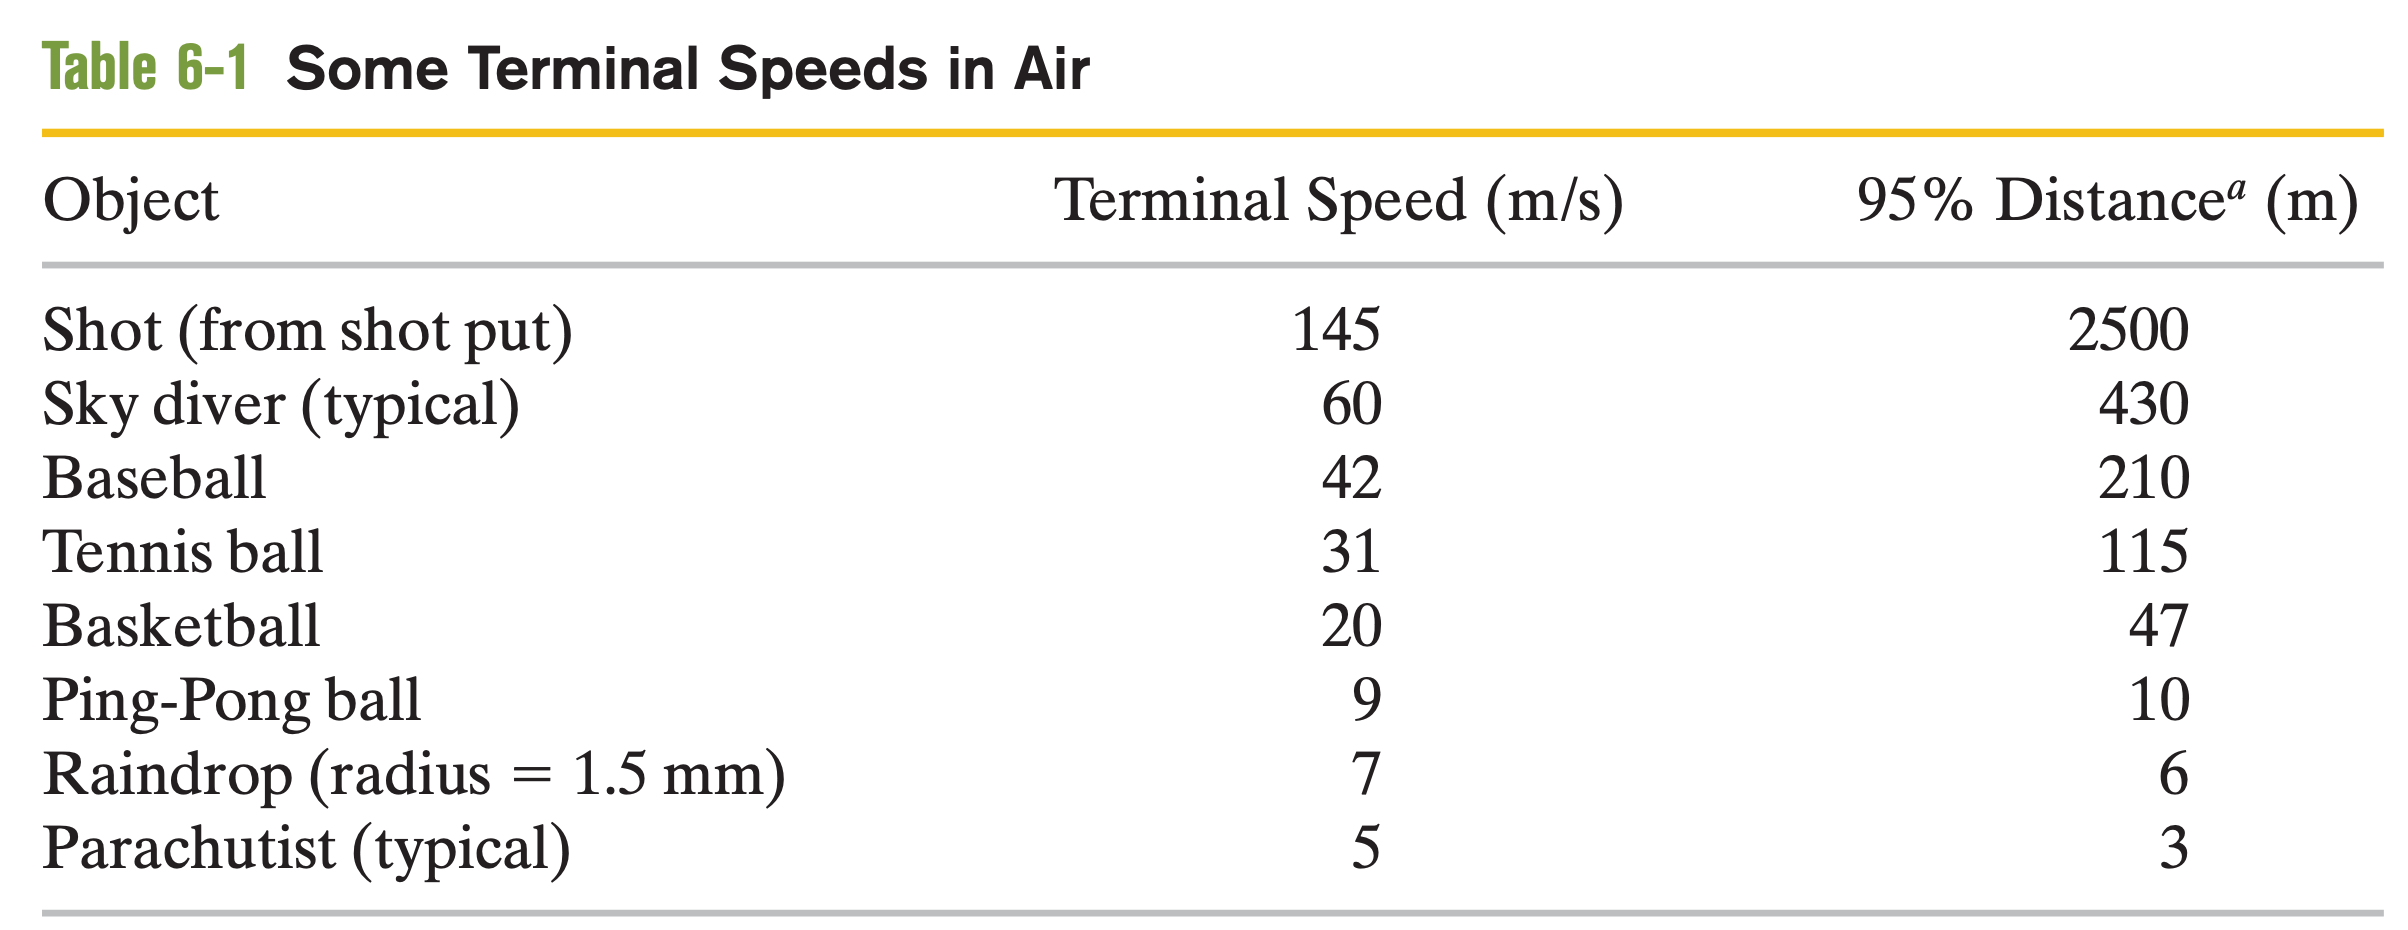 Table 6-1 Some Terminal Speeds in Air
Object Terminal Speed (m/s) 95% Distanceᵃ (m)
Shot (from shot put) 145 2500
Sky diver (typical) 60 430
Baseball 42 210
Tennis ball 31 115
Basketball 20 47
Ping-Pong ball 9 10
Raindrop (radius = 1.5 mm) 7 6
Parachutist (typical) 5 3